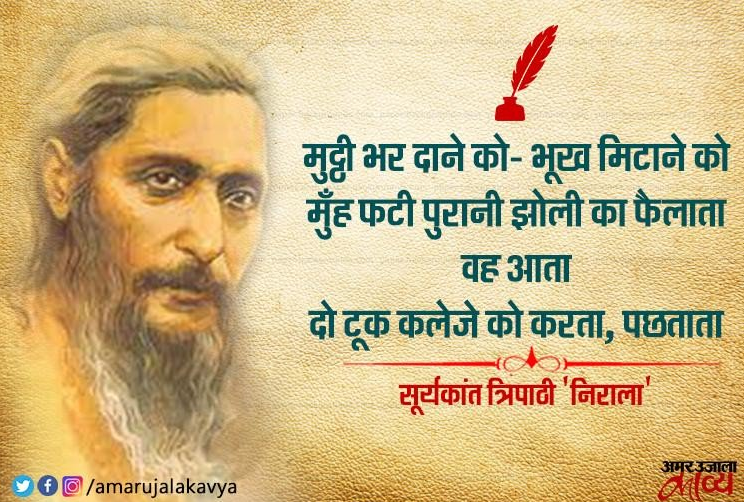 मुट्ठी भर दाने को- भूख मिटाने को
मुँह फटी पुरानी झोली का फैलाता
वह आता
दो टूक कलेजे को करता, पछताता
सूर्यकांत त्रिपाठी 'निराला'
/amarujalakavya
अमर उजाला
काव्य